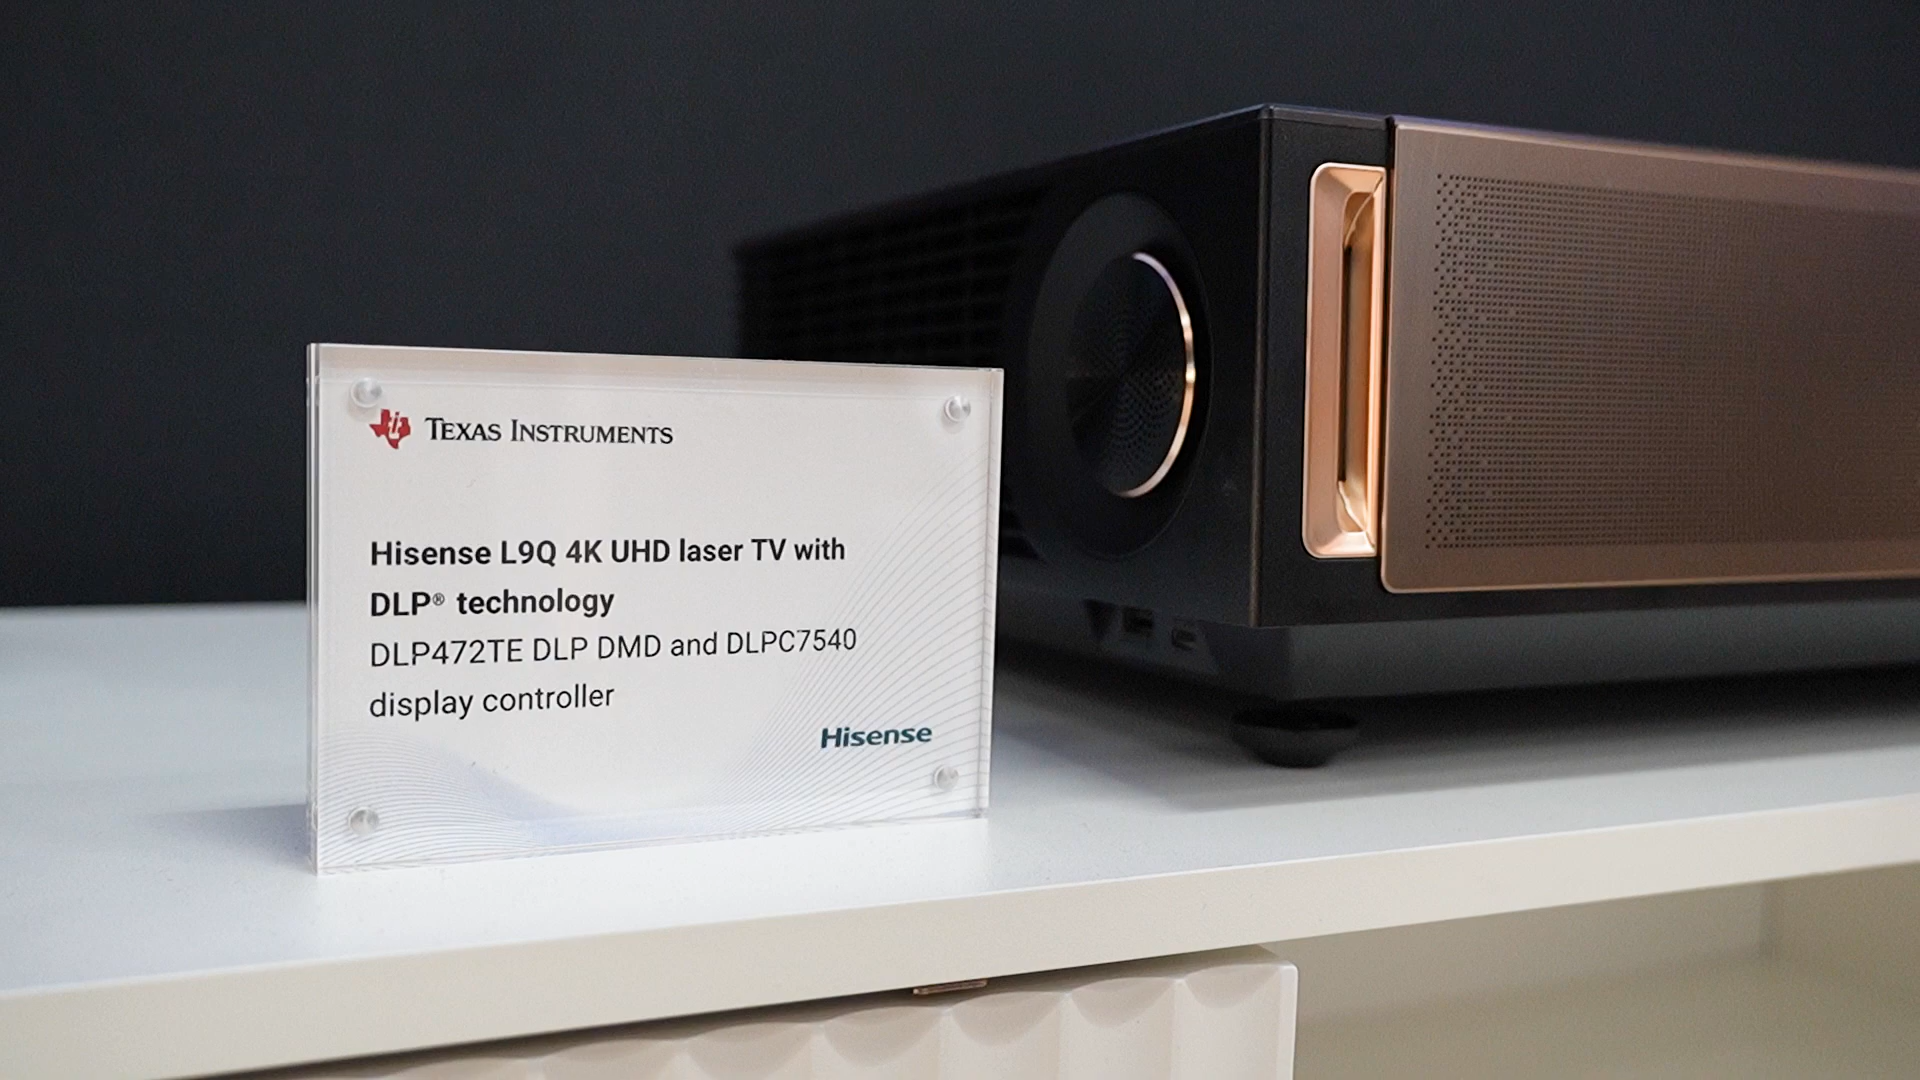 TEXAS INSTRUMENTS
Hisense L9Q 4K UHD laser TV with
DLP® technology
DLP472TE DLP DMD and DLPC7540
display controller
Hisense